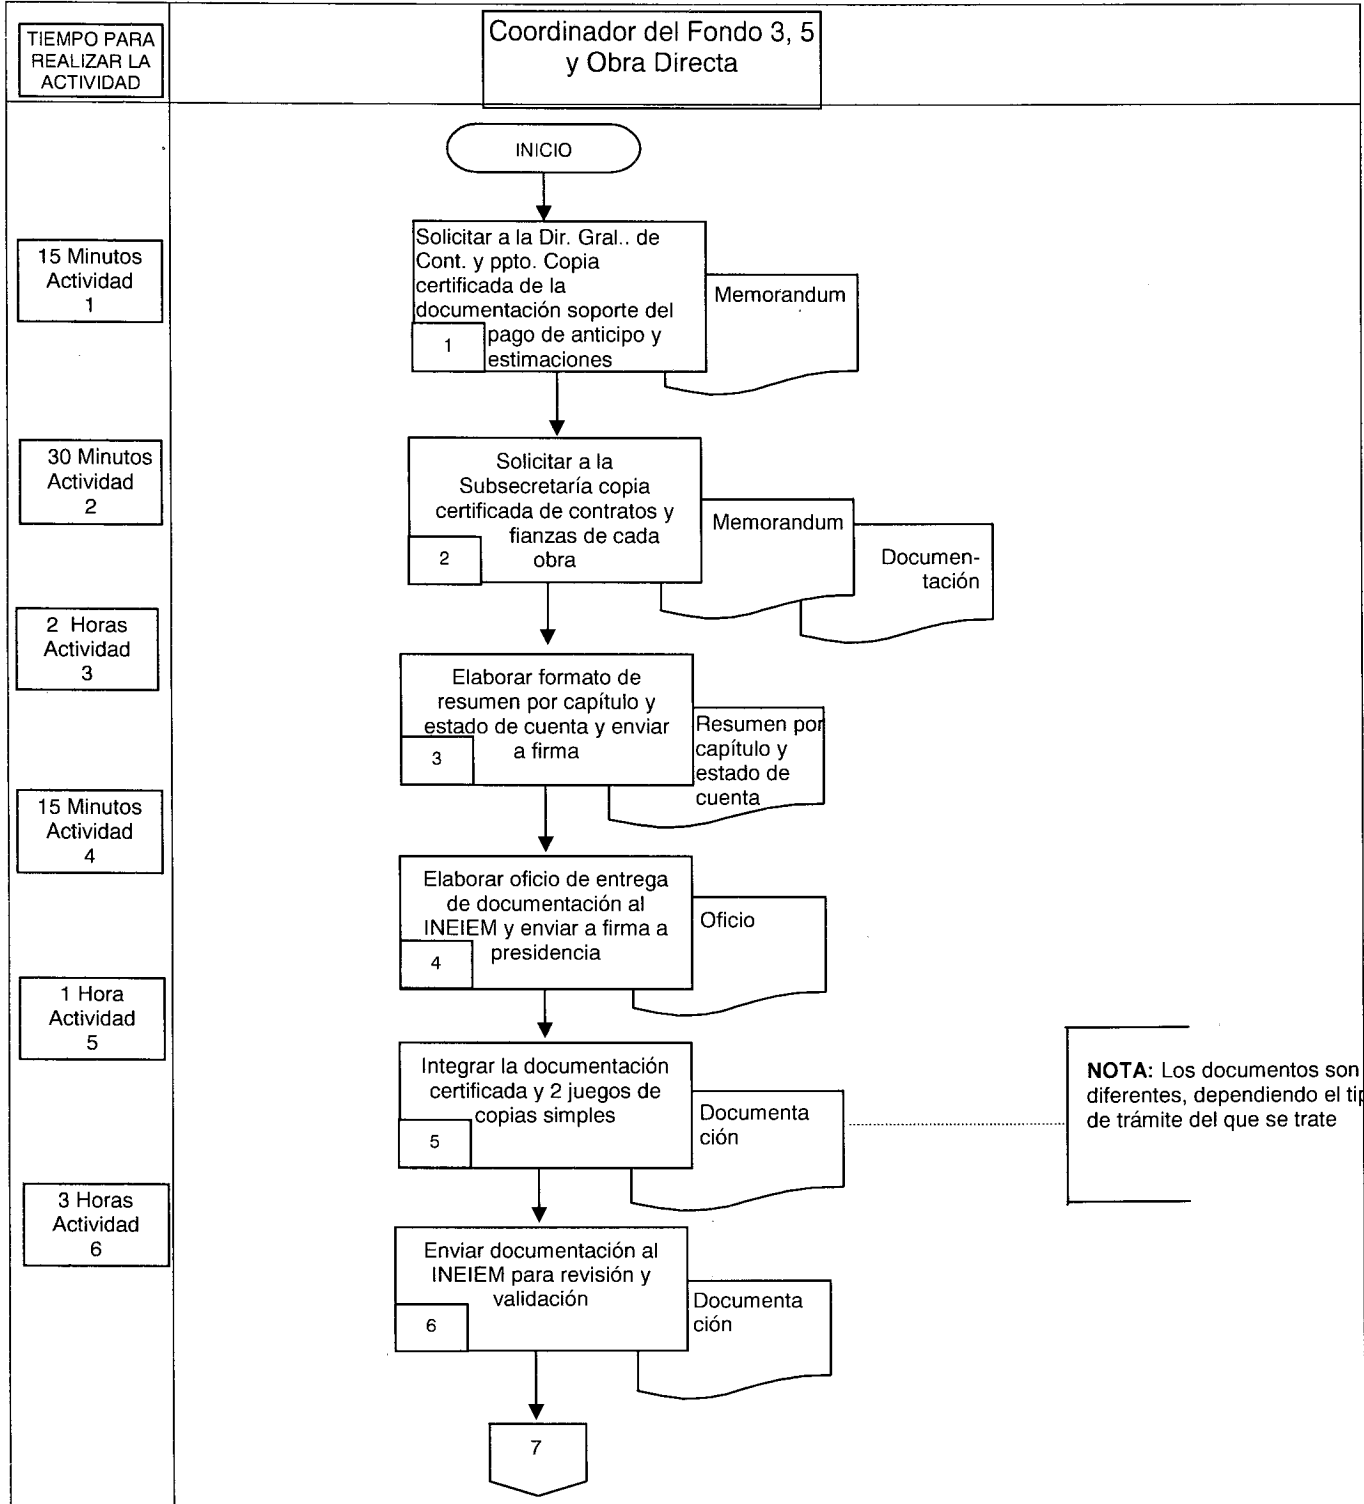 TIEMPO PARA
REALIZAR LA
ACTIVIDAD
Coordinador del Fondo 3, 5
y Obra Directa
INICIO
15 Minutos
Actividad
1
Solicitar a la Dir. Gral.. de
Cont. y ppto. Copia
certificada de la
documentación soporte del
pago de anticipo y
estimaciones
1
Memorandum
30 Minutos
Actividad
2
Solicitar a la
Subsecretaría copia
certificada de contratos y
fianzas de cada
obra
2
Memorandum
Documen-
tación
2 Horas
Actividad
3
Elaborar formato de
resumen por capítulo y
estado de cuenta y enviar
a firma
3
Resumen por
capítulo y
estado de
cuenta
15 Minutos
Actividad
4
Elaborar oficio de entrega
de documentación al
INEIEM y enviar a firma a
presidencia
4
Oficio
1 Hora
Actividad
5
Integrar la documentación
certificada y 2 juegos de
copias simples
5
Documenta
ción
NOTA: Los documentos son
diferentes, dependiendo el
de trámite del que se trate
3 Horas
Actividad
6
Enviar documentación al
INEIEM para revisión y
validación
6
Documenta
ción
7